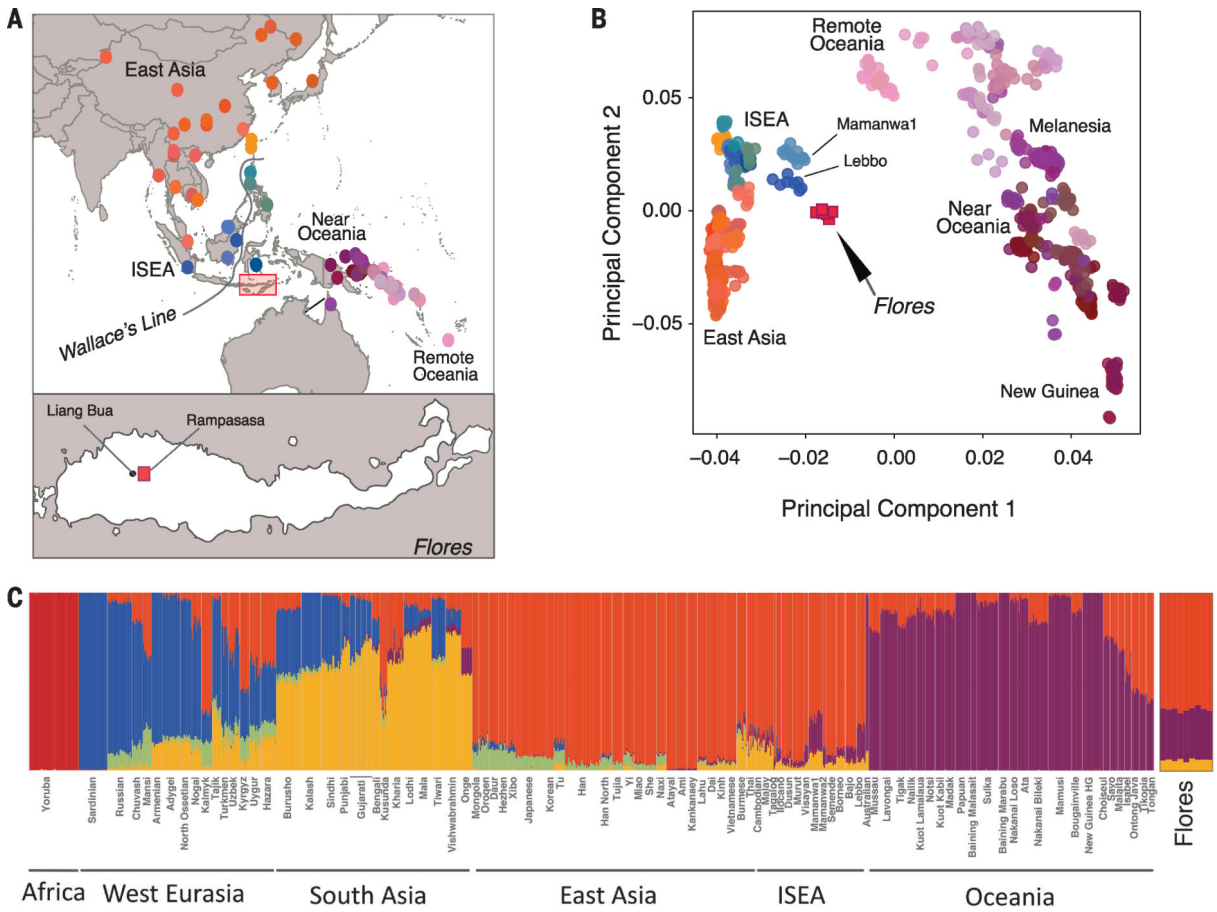 A
East Asia
ISEA
Near
Oceania
Wallace's Line
Remote
Oceania
Liang Bua
Rampasasa
Flores
B
Principal Component 2
0.05
0.00
−0.05
Remote
Oceania
ISEA
Mamanwa1
Lebbo
Melanesia
Near
Oceania
Flores
East Asia
New Guinea
−0.04
−0.02
0.00
0.02
0.04
Principal Component 1
C
Yoruba
Sardinian
Russian
Chuvash
Mansi
Armenian
Adygei
North Ossetian
Nogai
Kalmyk
Tajik
Turkmen
Uzbek
Kyrgyz
Uygur
Hazara
Burusho
Kalash
Sindhi
Punjabi
Gujarati
Bengali
Kusunda
Kharia
Lodhi
Mala
Tiwari
Vishwabrahmin
Onge
Mongola
Oroqen
Daur
Hezhen
Xibo
Japanese
Korean
Tu
Han
Han North
Tujia
Yi
Miao
She
Naxi
Atayal
Ami
Kankanaey
Lahu
Dai
Kinh
Vietnamese
Burmese
Thai
Cambodian
Malay
Tagalog
Ilocano
Dusun
Murut
Visayan
Mamanwa1
Mamanwa
Semende
Borneo
Bajo
Lebbo
Australian
Mussau
Lavongai
Tigak
Nailik
Kuot Lamalaua
Notsi
Kuot Kabil
Madak
Papuan
Baining Malasait
Sulka
Baining Marabu
Nakanai Loso
Ata
Nakanai Bileki
Mamusi
Bougainville
New Guinea HG
Choiseul
Savo
Malaita
Isabel
Ontong Java
Tikopia
Tongan
Flores
Africa
West Eurasia
South Asia
East Asia
ISEA
Oceania